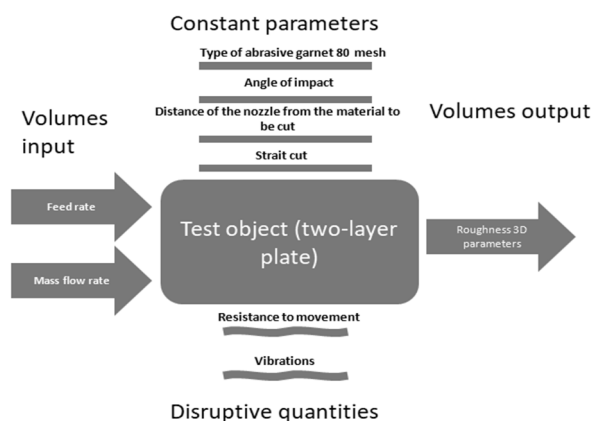 Constant parameters
Type of abrasive garnet 80 mesh
Angle of impact
Distance of the nozzle from the material to
be cut
Strait cut
Volumes
input
Feed rate
Mass flow rate
Test object (two-layer
plate)
Volumes output
Roughness 3D
parameters
Resistance to movement
Vibrations
Disruptive quantities